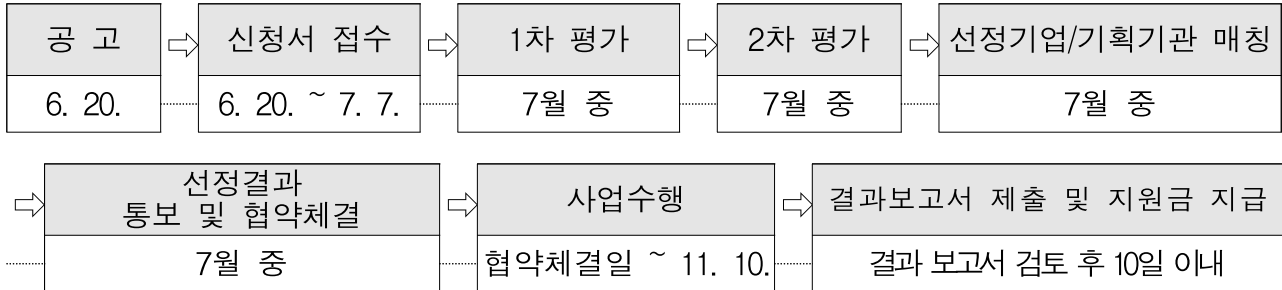 공 고 ⇨ 신청서 접수 ⇨ 1차 평가 ⇨ 2차 평가 ⇨ 선정기업/기획기관 매칭
6. 20. 6. 20. ~ 7. 7. 7월 중 7월 중 7월 중
⇨ 선정결과
통보 및 협약체결 ⇨ 사업수행 ⇨ 결과보고서 제출 및 지원금 지급
7월 중 협약체결일 ~ 11. 10. 결과 보고서 검토 후 10일 이내